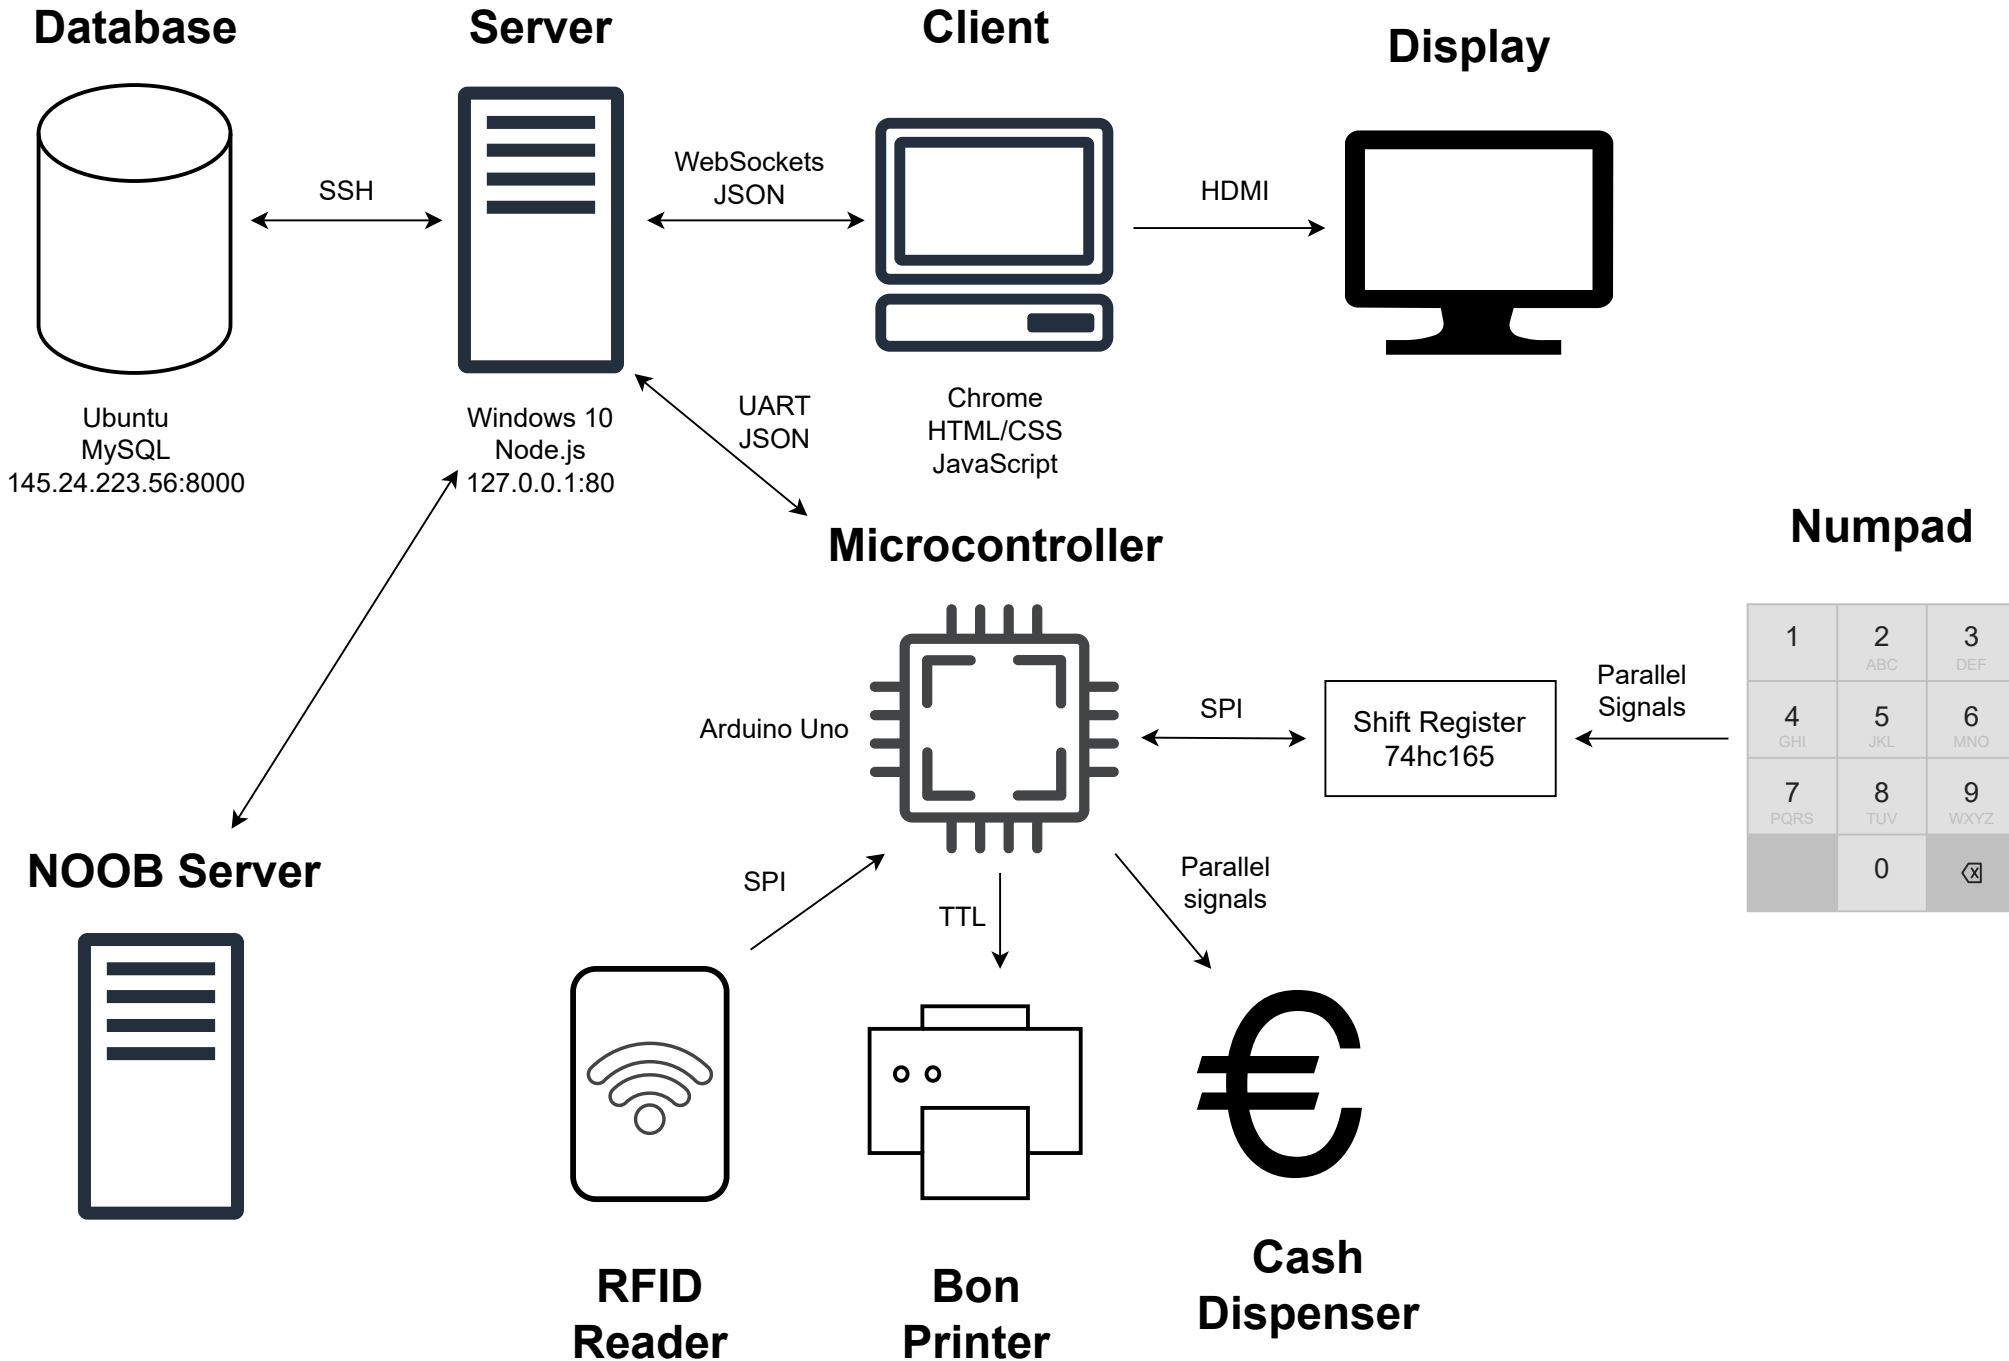 Database
Server
Client
Display
SSH
WebSockets
JSON
HDMI
Ubuntu
MySQL
145.24.223.56:8000
Windows 10
Node.js
127.0.0.1:80
UART
JSON
Chrome
HTML/CSS
JavaScript
Microcontroller
Numpad
Arduino Uno
SPI
Shift Register
74hc165
Parallel
Signals
1 2 3
ABC DEF
4 5 6
GHI JKL MNO
7 8 9
PQRS TUV WXYZ
0
NOOB Server
SPI
TTL
Parallel
signals
RFID
Reader
Bon
Printer
Cash
Dispenser